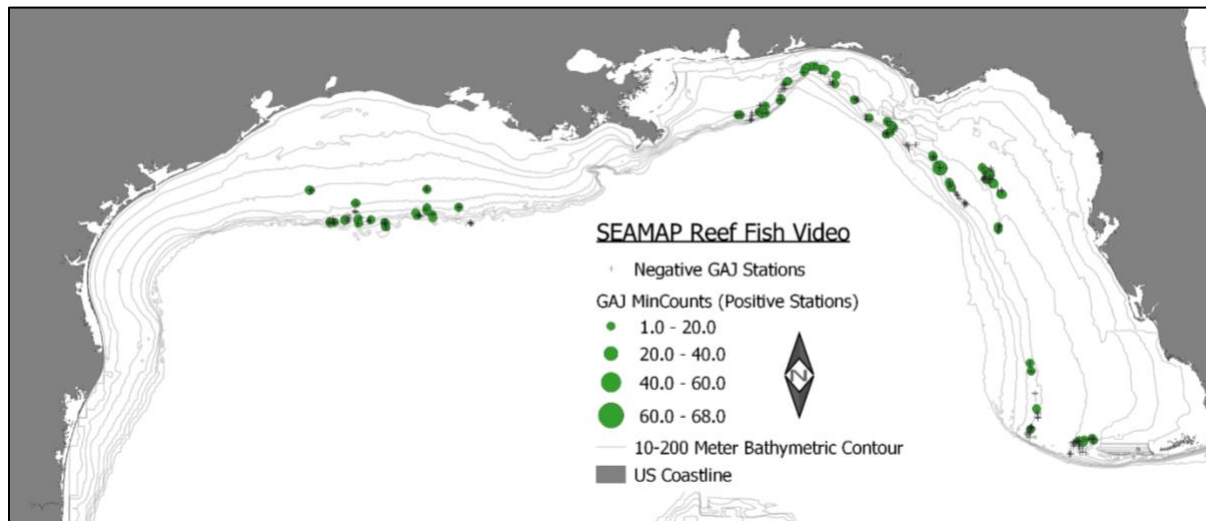 SEAMAP Reef Fish Video
Negative GAJ Stations
GAJ MinCounts (Positive Stations)
1.0 - 20.0
20.0 - 40.0
40.0 - 60.0
60.0 - 68.0
N
10-200 Meter Bathymetric Contour
US Coastline